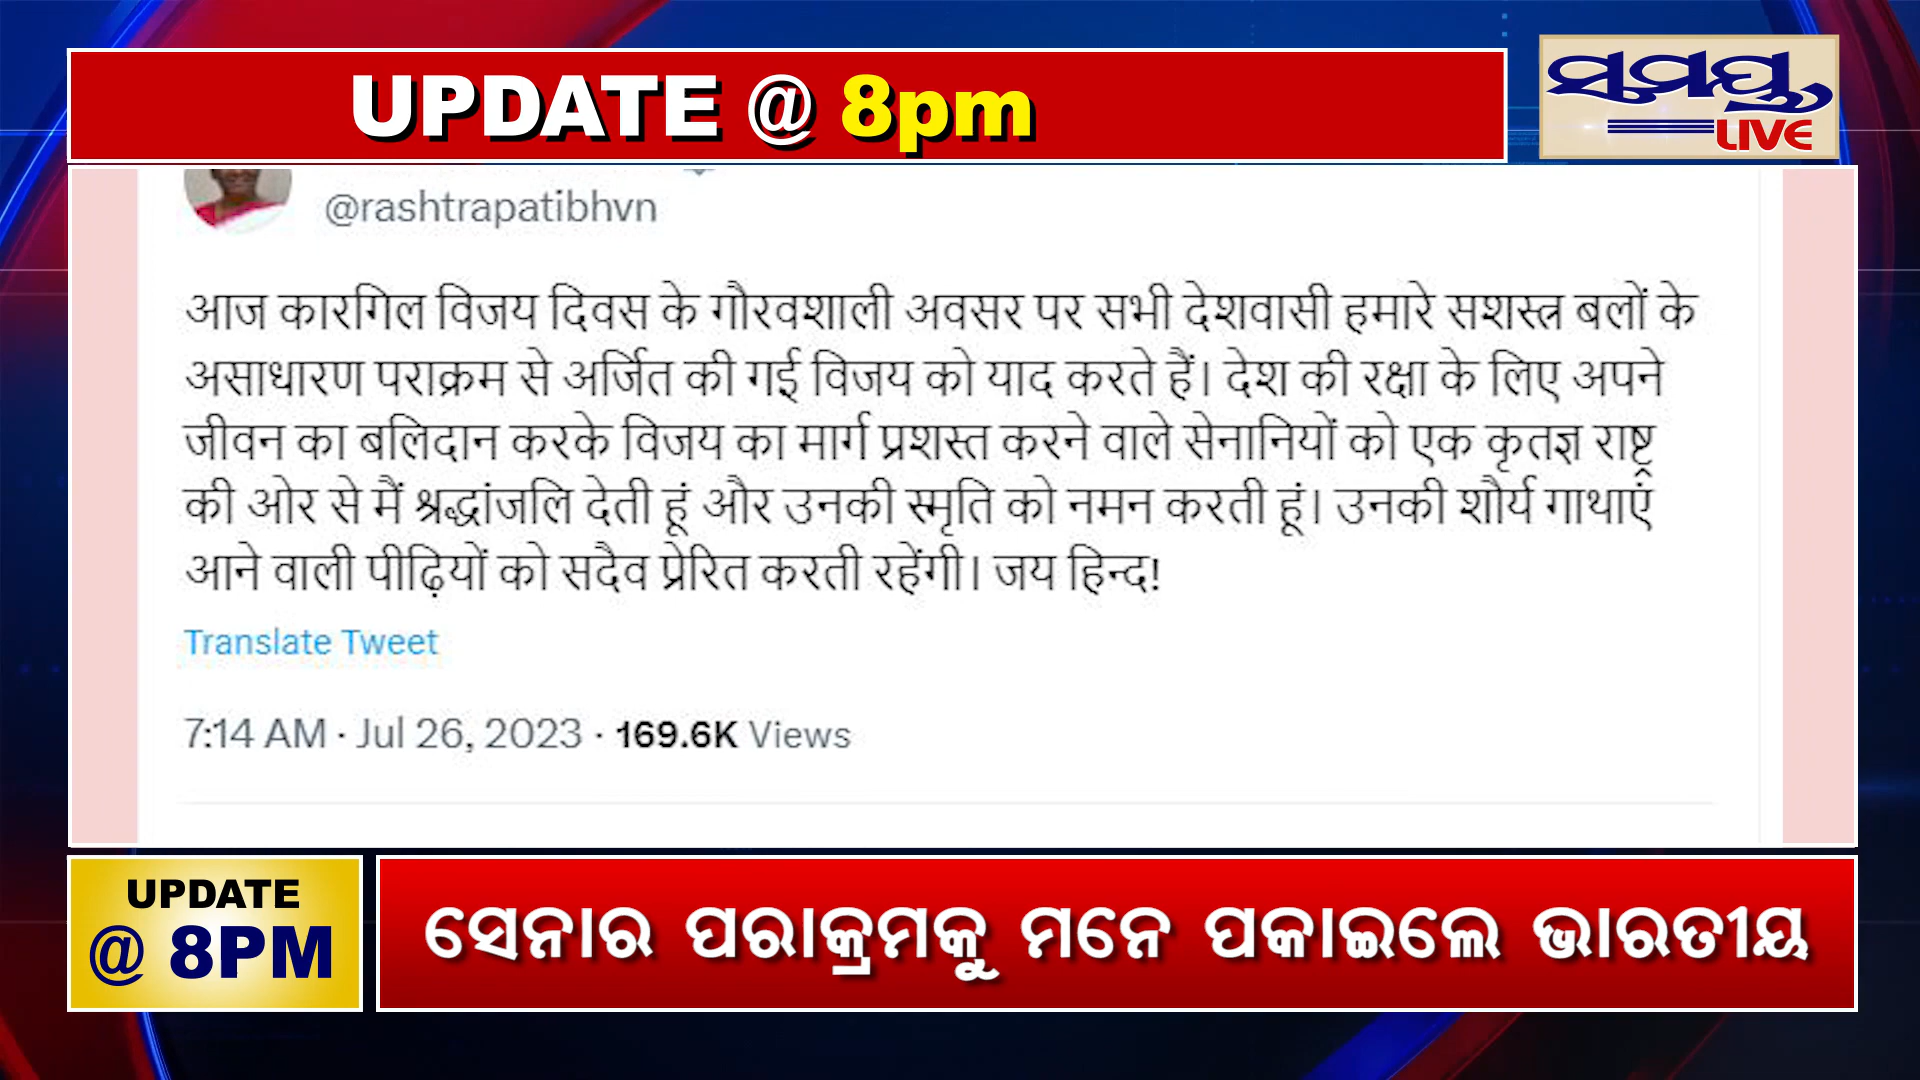 UPDATE @ 8pm
LIVE
@rashtrapatibhvn
आज कारगिल विजय दिवस के गौरवशाली अवसर पर सभी देशवासी हमारे सशस्त्र बलों के
असाधारण पराक्रम से अर्जित की गई विजय को याद करते हैं। देश की रक्षा के लिए अपने
जीवन का बलिदान करके विजय का मार्ग प्रशस्त करने वाले सेनानियों को एक कृतज्ञ राष्ट्र
की ओर से मैं श्रद्धांजलि देती हूं और उनकी स्मृति को नमन करती हूं। उनकी शौर्य गाथाएं
आने वाली पीढ़ियों को सदैव प्रेरित करती रहेंगी। जय हिन्द!
Translate Tweet
7:14 AM · Jul 26, 2023 · 169.6K Views
UPDATE
@ 8PM
ସେନାର ପରାକ୍ରମକୁ ମନେ ପକାଇଲେ ଭାରତୀୟ